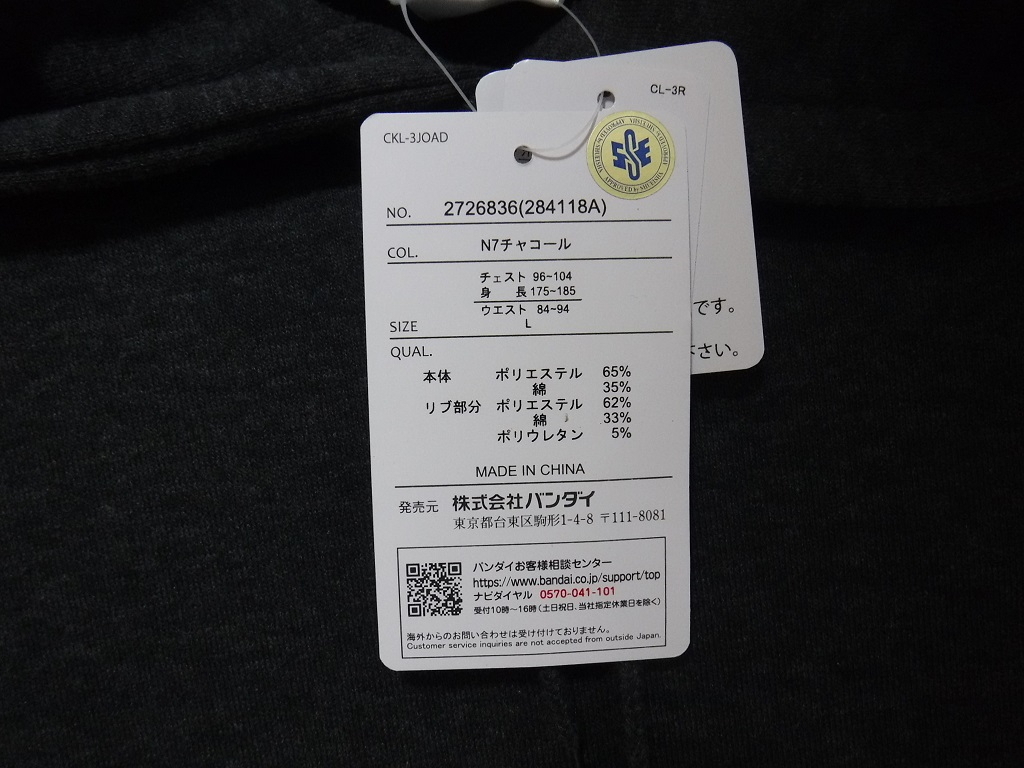 CL-3R
CKL-3JOAD
SSE
APPROVED by SHUEISHA
NO. 2726836(284118A)
COL. N7チャコール
チェスト 96~104
身 長 175~185
ウエスト 84~94
SIZE L
QUAL.
本体 ポリエステル 65%
綿 35%
リブ部分 ポリエステル 62%
綿 33%
ポリウレタン 5%
MADE IN CHINA
発売元 株式会社バンダイ
東京都台東区駒形1-4-8 〒111-8081
バンダイお客様相談センター
https://www.bandai.co.jp/support/top
ナビダイヤル 0570-041-101
受付10時~16時(土日祝日、当社指定休業日を除く)
海外からのお問い合わせは受け付けておりません。
Customer service inquiries are not accepted from outside Japan.
です。
さい。